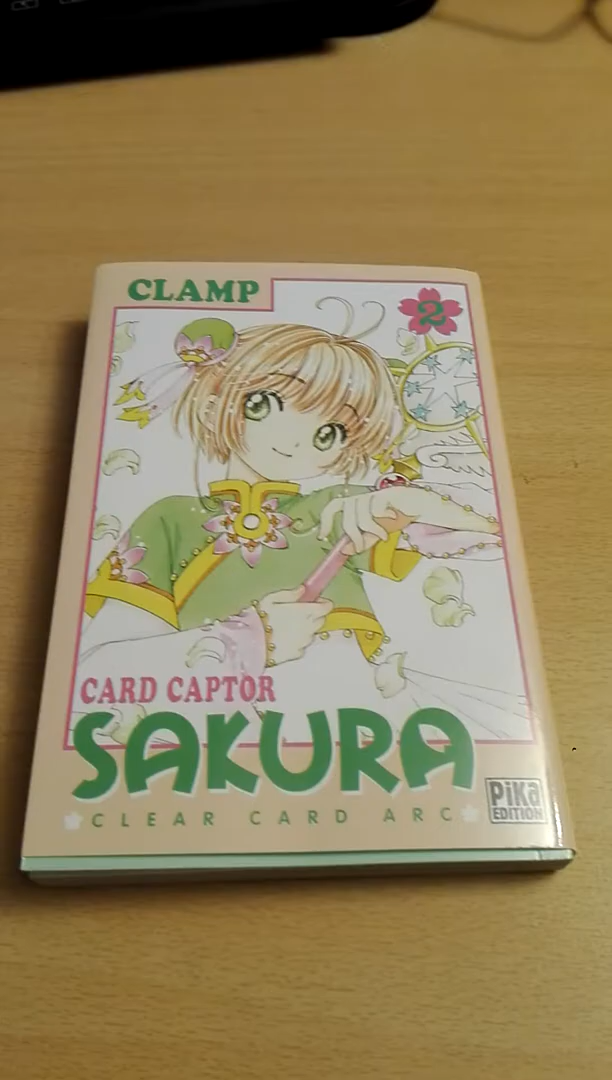 CLAMP
2
CARD CAPTOR
SAKURA
CLEAR CARD ARC
PiKa
EDITION